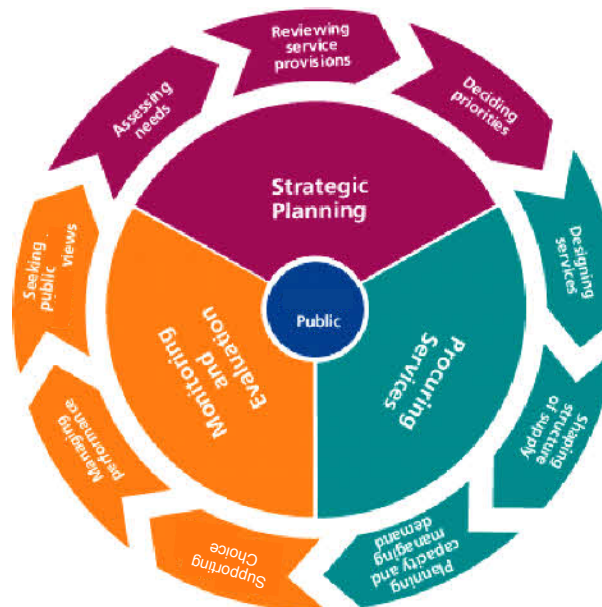 Reviewing
service
provisions
Deciding
priorities
Designing
services
Shaping
structure
of supply
Planning
capacity and
managing
demand
Supporting
Choice
Managing
performance
Seeking .
public
views
Assessing
needs
Strategic
Planning
Procuring
Services
Monitoring
and
Evaluation
Public